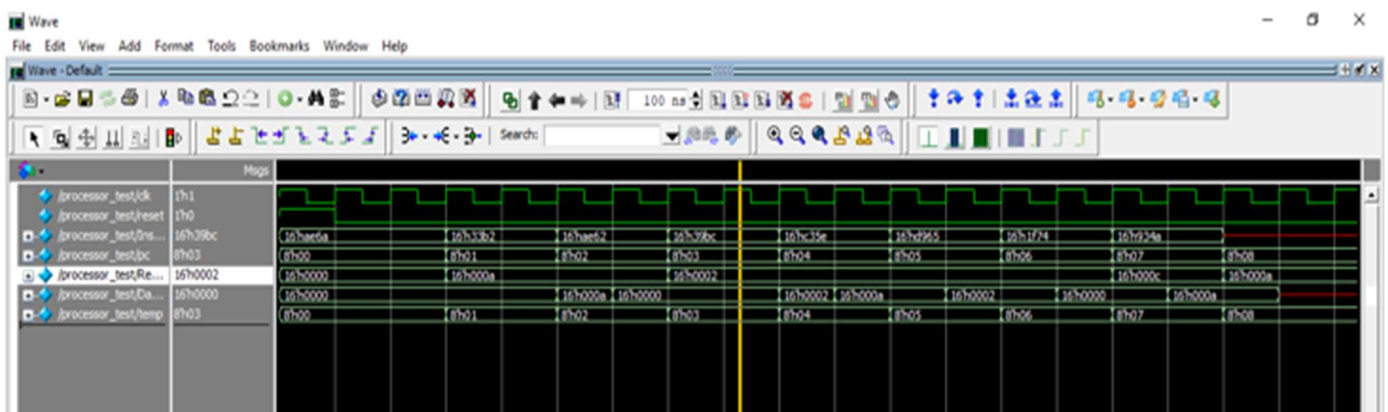 Wave
File Edit View Add Format Tools Bookmarks Window Help
Wave - Default
100 ns
Search:
Msgs
/processor_test/clk 1'h1
/processor_test/reset 1'h0
/processor_test/Ins... 16'h39bc 16'hae6a 16'h33b2 16'hae62 16'h39bc 16'hc35e 16'hd965 16'h1f74 16'h934a
/processor_test/pc 8'h03 8'h00 8'h01 8'h02 8'h03 8'h04 8'h05 8'h06 8'h07 8'h08
/processor_test/Re... 16'h0002 16'h0000 16'h000a 16'h0002 16'h000c 16'h000a
/processor_test/Da... 16'h0000 16'h0000 16'h000a 16'h0000 16'h0002 16'h000a 16'h0002 16'h0000 16'h000a
/processor_test/temp 8'h03 8'h00 8'h01 8'h02 8'h03 8'h04 8'h05 8'h06 8'h07 8'h08